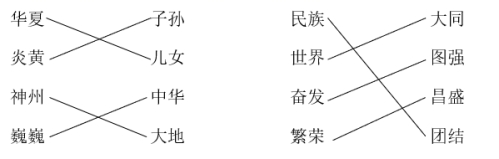 华夏 子孙 民族 大同
炎黄 儿女 世界 图强
神州 中华 奋发 昌盛
巍巍 大地 繁荣 团结